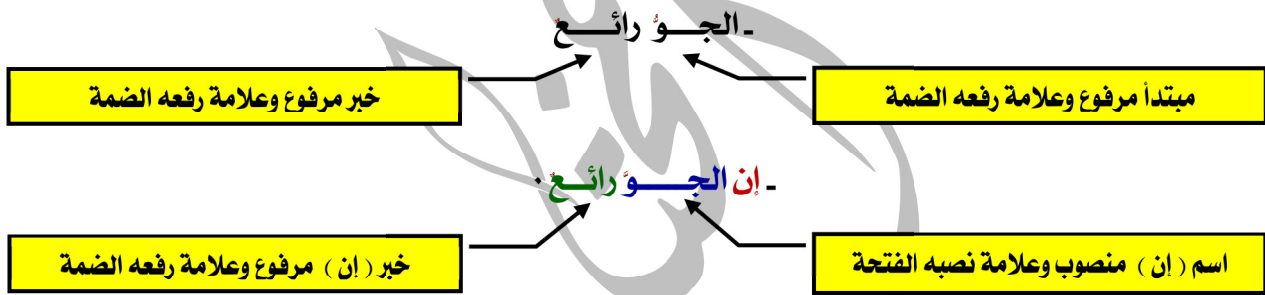 ـ الجـــوُّ رائـــعٌ
مبتدأ مرفوع وعلامة رفعه الضمة
خبر مرفوع وعلامة رفعه الضمة
ـ إن الجـــوَّ رائـــعٌ .
اسم ( إن ) منصوب وعلامة نصبه الفتحة
خبر ( إن ) مرفوع وعلامة رفعه الضمة